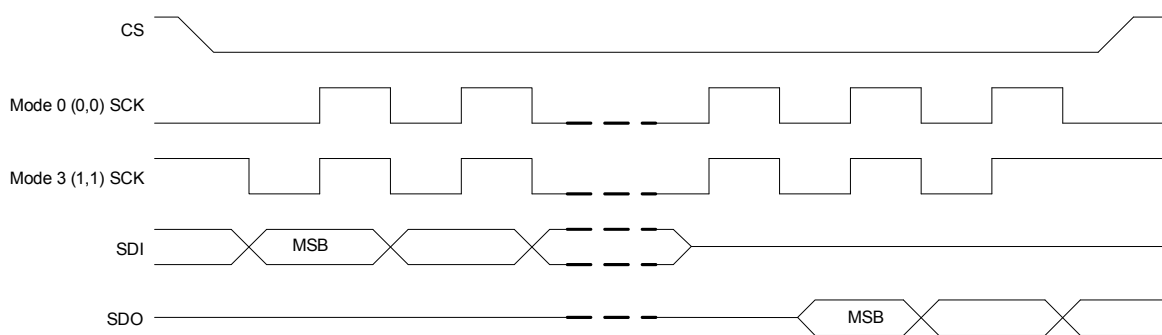 CS
Mode 0 (0,0) SCK
Mode 3 (1,1) SCK
SDI
MSB
SDO
MSB